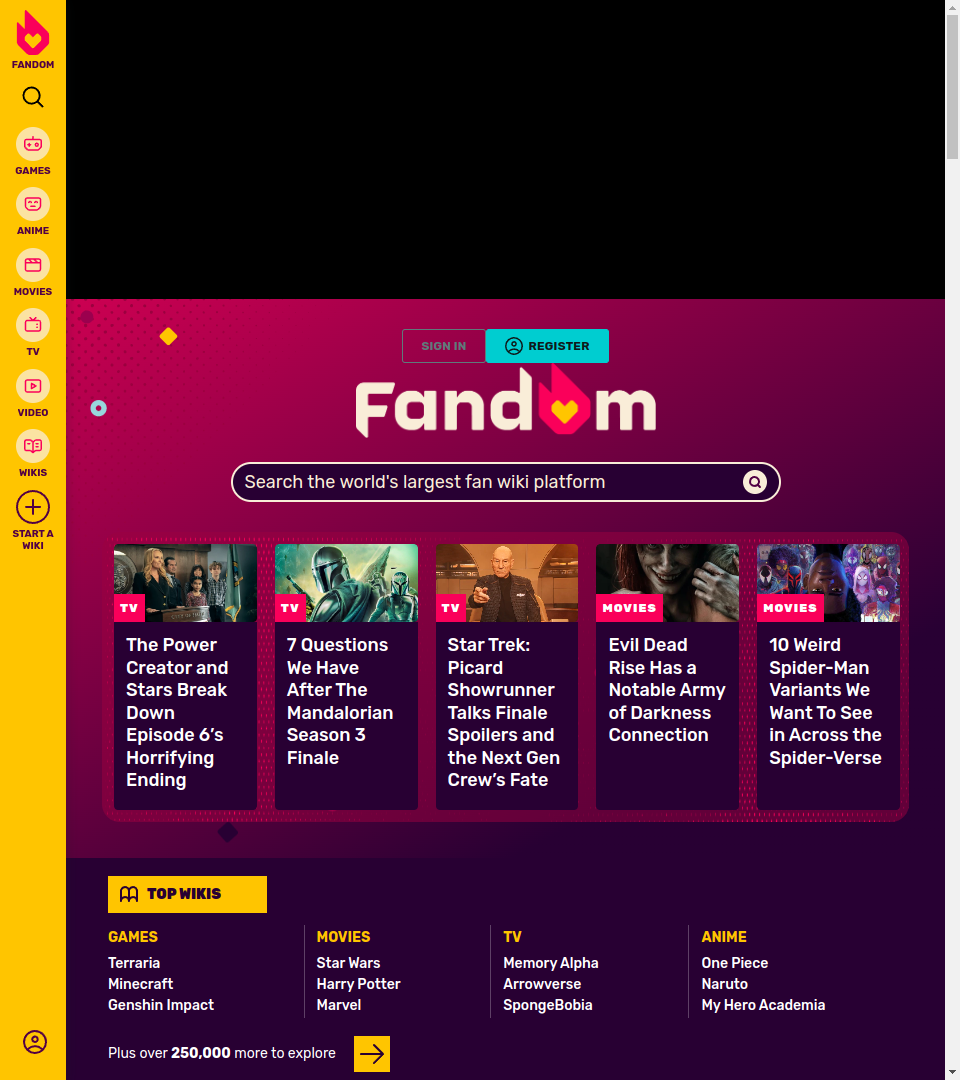 FANDOM
GAMES
ANIME
MOVIES
TV
VIDEO
WIKIS
START A
WIKI
SIGN IN
REGISTER
Fandom
Search the world's largest fan wiki platform
TV
The Power
Creator and
Stars Break
Down
Episode 6’s
Horrifying
Ending
TV
7 Questions
We Have
After The
Mandalorian
Season 3
Finale
TV
Star Trek:
Picard
Showrunner
Talks Finale
Spoilers and
the Next Gen
Crew’s Fate
MOVIES
Evil Dead
Rise Has a
Notable Army
of Darkness
Connection
MOVIES
10 Weird
Spider-Man
Variants We
Want To See
in Across the
Spider-Verse
TOP WIKIS
GAMES
Terraria
Minecraft
Genshin Impact
MOVIES
Star Wars
Harry Potter
Marvel
TV
Memory Alpha
Arrowverse
SpongeBobia
ANIME
One Piece
Naruto
My Hero Academia
Plus over 250,000 more to explore